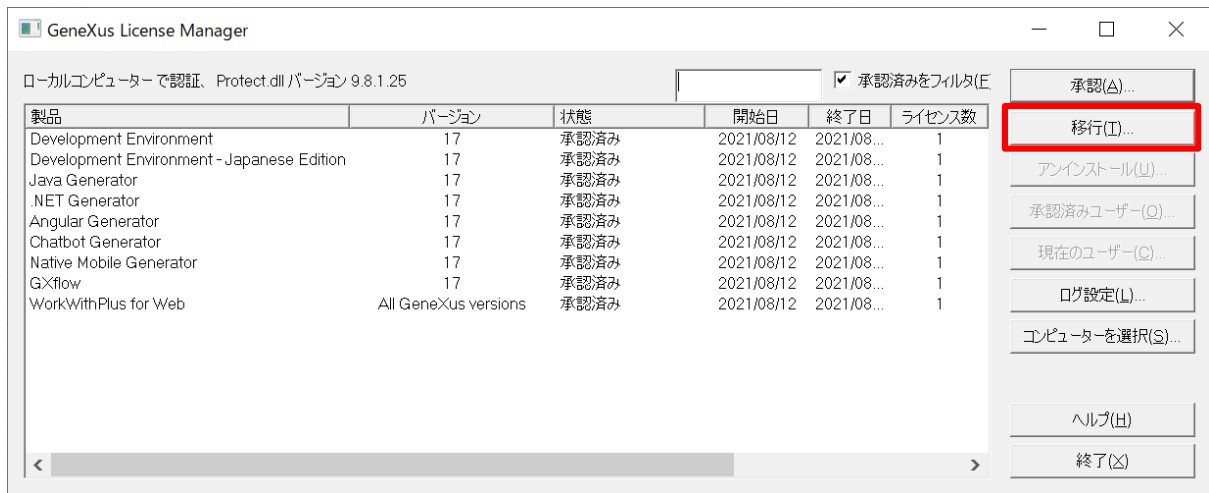 GeneXus License Manager
ローカルコンピューター で認証、 Protect.dll バージョン 9.8.1.25
承認済みをフィルタ(F
承認(A)...
製品 バージョン 状態 開始日 終了日 ライセンス数
移行(T)...
Development Environment 17 承認済み 2021/08/12 2021/08... 1
Development Environment - Japanese Edition 17 承認済み 2021/08/12 2021/08... 1
アンインストール(U)...
Java Generator 17 承認済み 2021/08/12 2021/08... 1
.NET Generator 17 承認済み 2021/08/12 2021/08... 1
承認済みユーザー(O)...
Angular Generator 17 承認済み 2021/08/12 2021/08... 1
Chatbot Generator 17 承認済み 2021/08/12 2021/08... 1
現在のユーザー(C)...
Native Mobile Generator 17 承認済み 2021/08/12 2021/08... 1
GXflow 17 承認済み 2021/08/12 2021/08... 1
ログ設定(L)...
WorkWithPlus for Web All GeneXus versions 承認済み 2021/08/12 2021/08... 1
コンピューターを選択(S)...
ヘルプ(H)
終了(X)